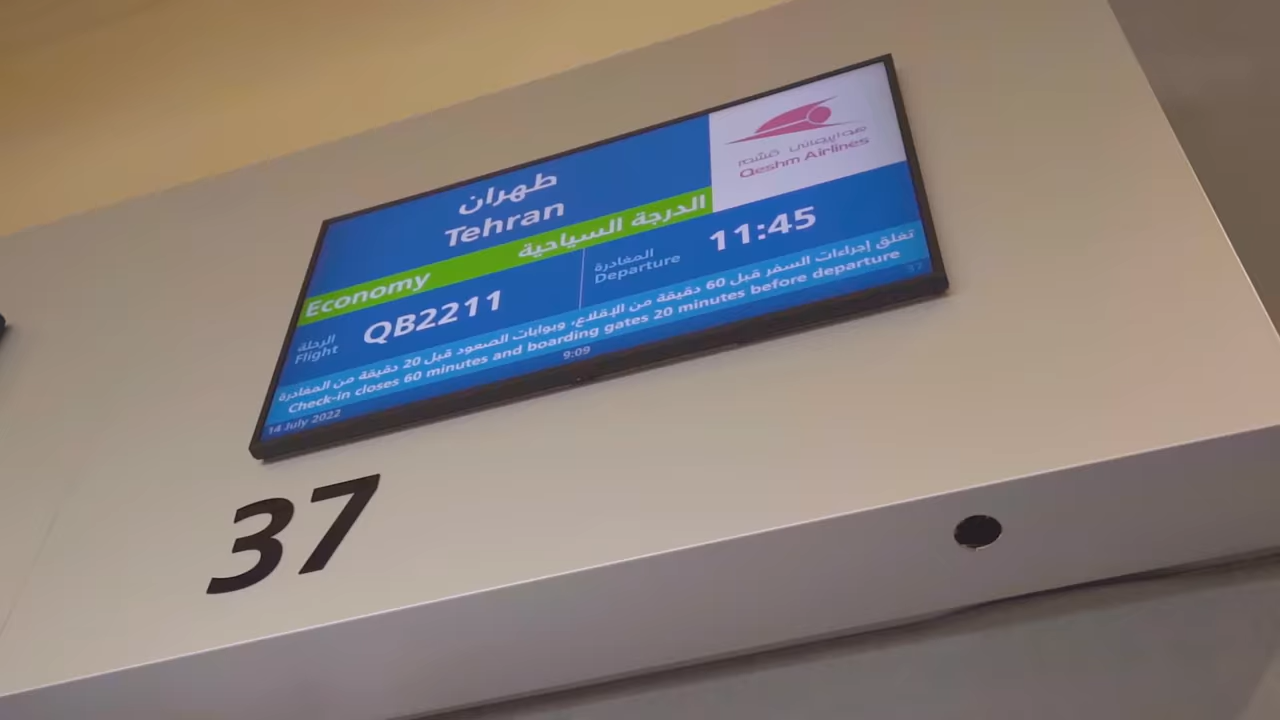 طهران
Tehran
هواپیمائی قشم
Qeshm Airlines
Economy الدرجة السياحية
الرحلة
Flight
QB2211
المغادرة
Departure
11:45
تغلق إجراءات السفر قبل 60 دقيقة من الإقلاع، وبوابات الصعود قبل 20 دقيقة من المغادرة
Check-in closes 60 minutes and boarding gates 20 minutes before departure
14 July 2022
9:09
37
37